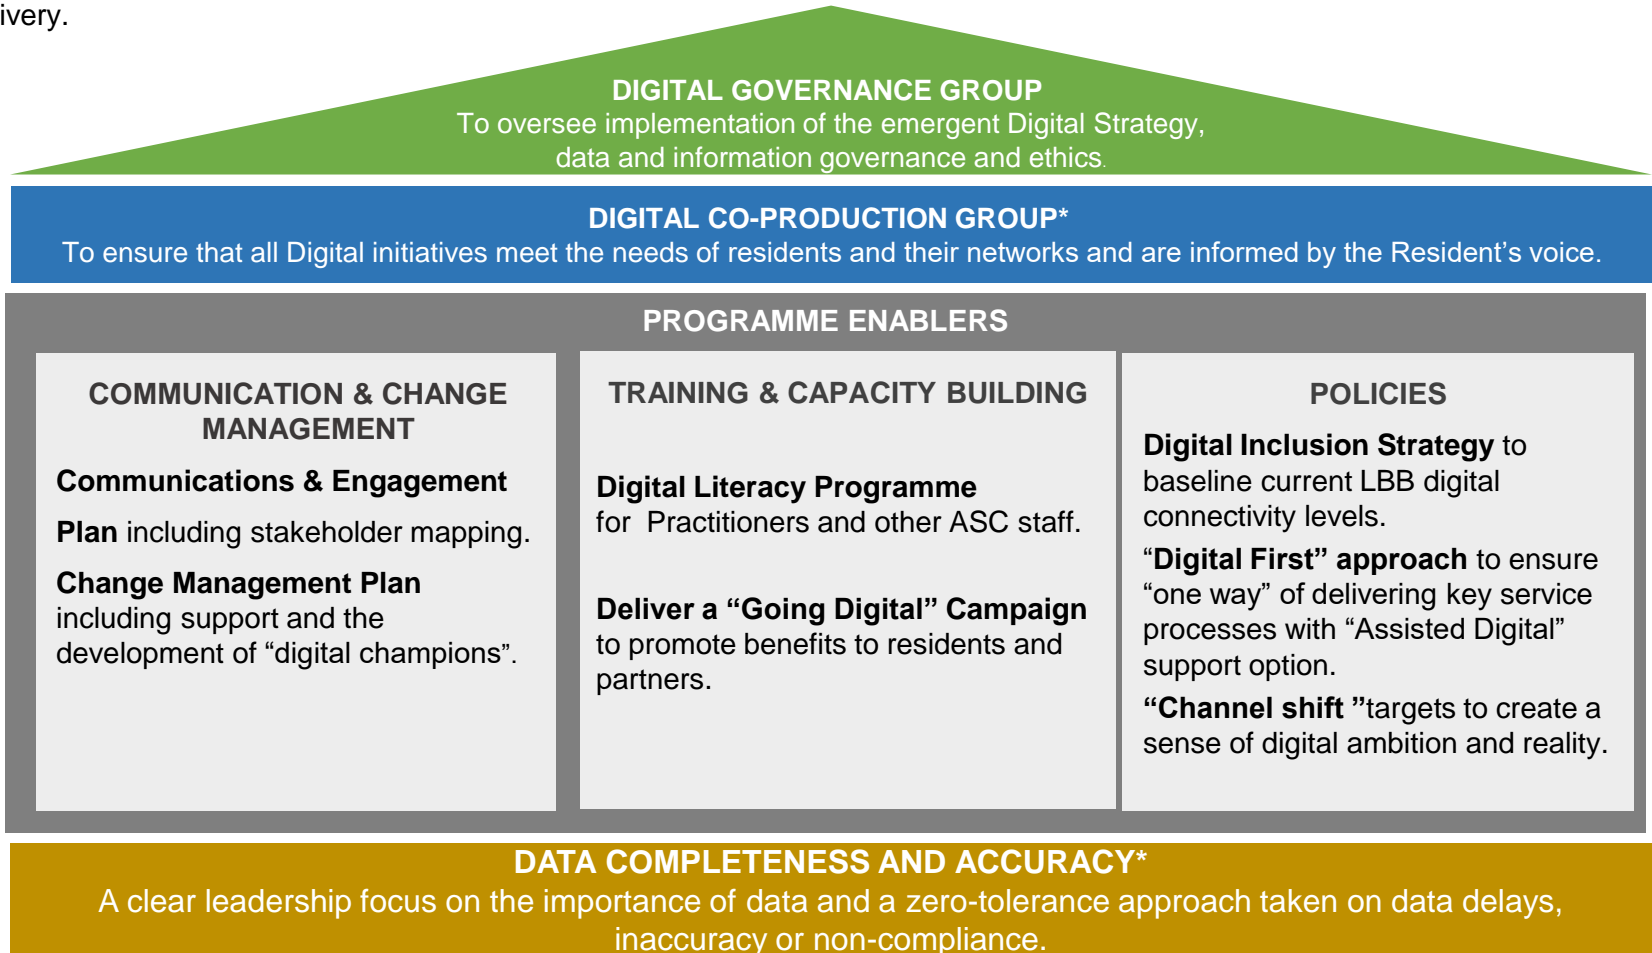 ivery.
DIGITAL GOVERNANCE GROUP
To oversee implementation of the emergent Digital Strategy,
data and information governance and ethics.
DIGITAL CO-PRODUCTION GROUP*
To ensure that all Digital initiatives meet the needs of residents and their networks and are informed by the Resident’s voice.
PROGRAMME ENABLERS
COMMUNICATION & CHANGE
MANAGEMENT
Communications & Engagement
Plan including stakeholder mapping.
Change Management Plan
including support and the
development of “digital champions”.
TRAINING & CAPACITY BUILDING
Digital Literacy Programme
for Practitioners and other ASC staff.
Deliver a “Going Digital” Campaign
to promote benefits to residents and
partners.
POLICIES
Digital Inclusion Strategy to
baseline current LBB digital
connectivity levels.
“Digital First” approach to ensure
“one way” of delivering key service
processes with “Assisted Digital”
support option.
“Channel shift ”targets to create a
sense of digital ambition and reality.
DATA COMPLETENESS AND ACCURACY*
A clear leadership focus on the importance of data and a zero-tolerance approach taken on data delays,
inaccuracy or non-compliance.